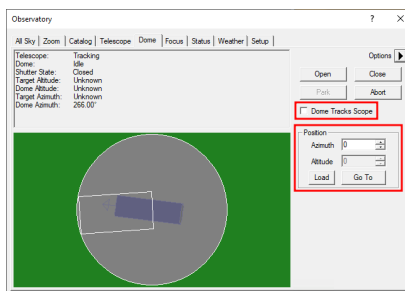 Observatory ? ×
All Sky Zoom Catalog Telescope Dome Focus Status Weather Setup
Telescope: Tracking
Dome: Idle
Shutter State: Closed
Target Altitude: Unknown
Dome Altitude: Unknown
Target Azimuth: Unknown
Dome Azimuth: 266.00°
Options
Open Close
Park Abort
Dome Tracks Scope
Position
Azimuth 0
Altitude 0
Load Go To